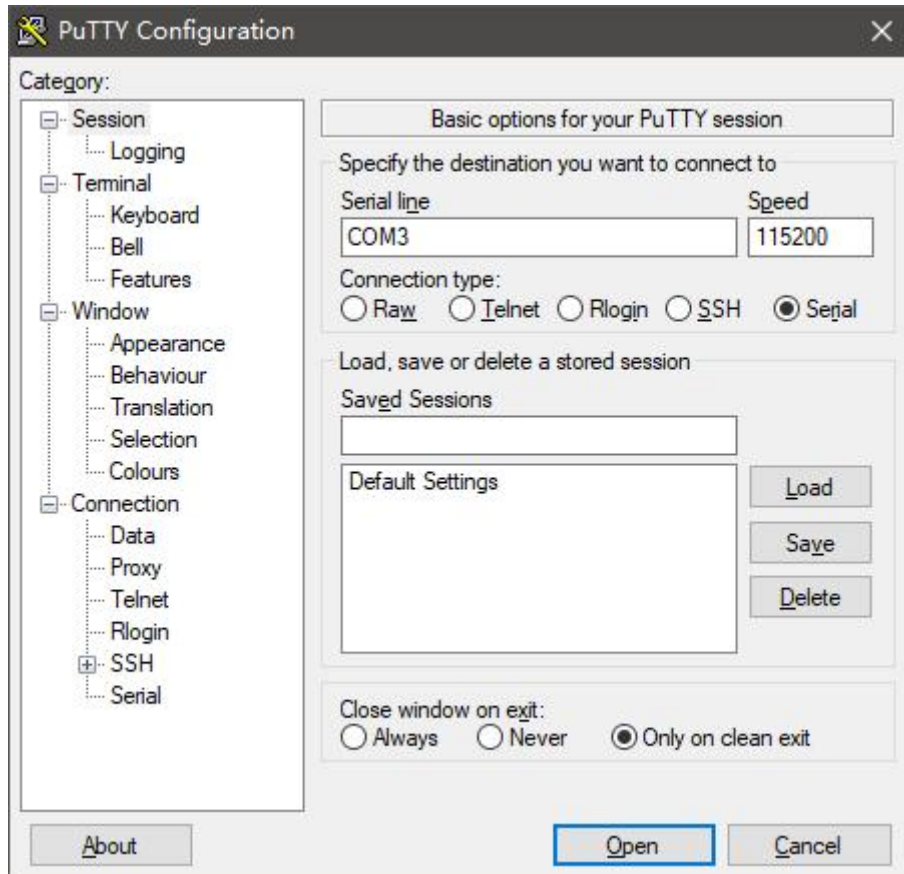 PuTTY Configuration
Category:
Session
Logging
Terminal
Keyboard
Bell
Features
Window
Appearance
Behaviour
Translation
Selection
Colours
Connection
Data
Proxy
Telnet
Rlogin
SSH
Serial
Basic options for your PuTTY session
Specify the destination you want to connect to
Serial line Speed
COM3 115200
Connection type:
Raw Telnet Rlogin SSH Serial
Load, save or delete a stored session
Saved Sessions
Default Settings
Load
Save
Delete
Close window on exit:
Always Never Only on clean exit
About Open Cancel